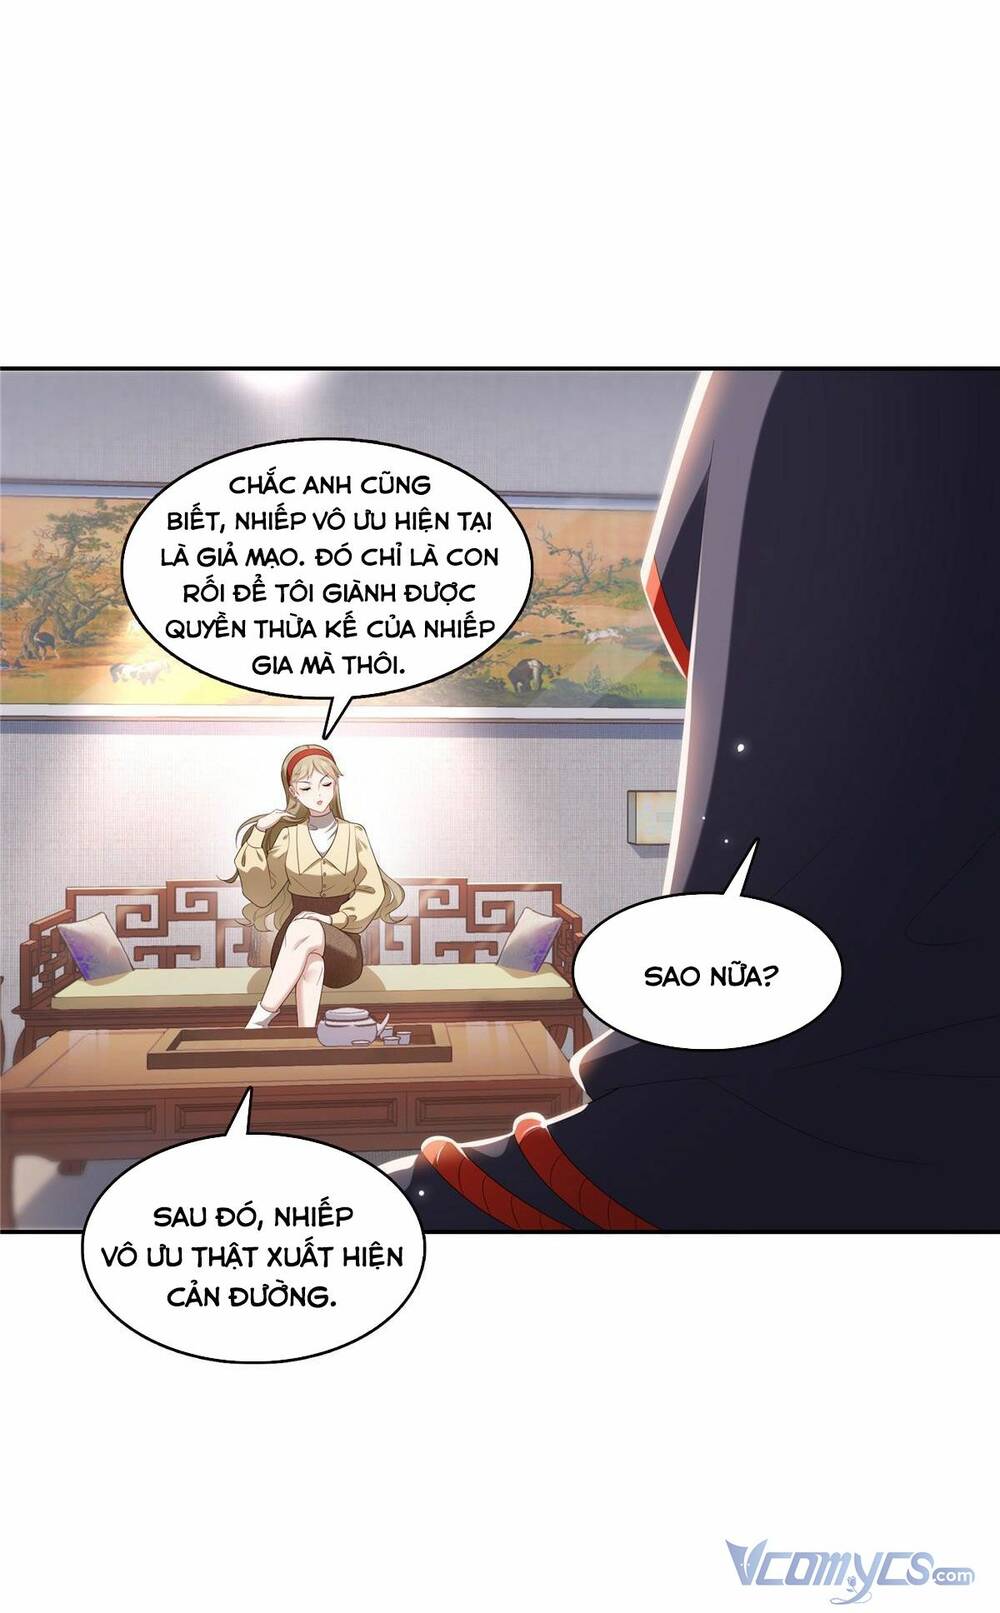 CHẮC ANH CŨNG
BIẾT, NHIẾP VÔ ƯU HIỆN TẠI
LÀ GIẢ MẠO. ĐÓ CHỈ LÀ CON
RỐI ĐỂ TÔI GIÀNH ĐƯỢC
QUYỀN THỪA KẾ CỦA NHIẾP
GIA MÀ THÔI.
SAO NỮA?
SAU ĐÓ, NHIẾP
VÔ ƯU THẬT XUẤT HIỆN
CẢN ĐƯỜNG.
VCOMYCS.com